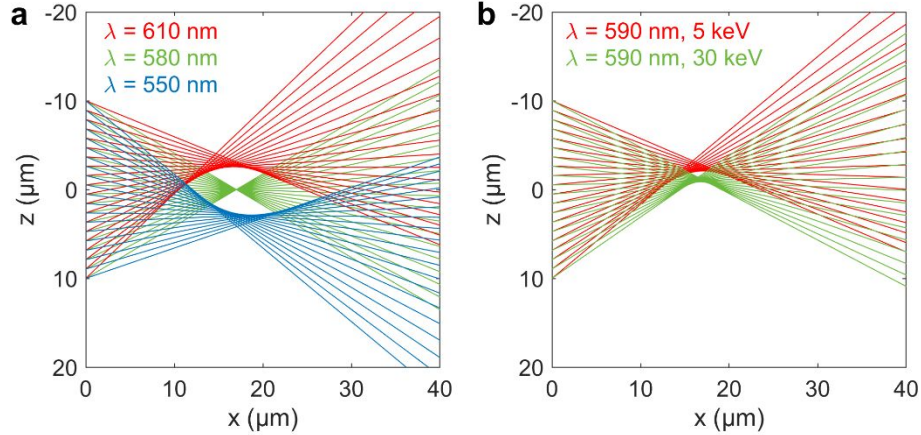 a
λ = 610 nm
λ = 580 nm
λ = 550 nm
-20
-10
0
10
20
z (µm)
0
10
20
30
40
x (µm)
b
λ = 590 nm, 5 keV
λ = 590 nm, 30 keV
-20
-10
0
10
20
z (µm)
0
10
20
30
40
x (µm)